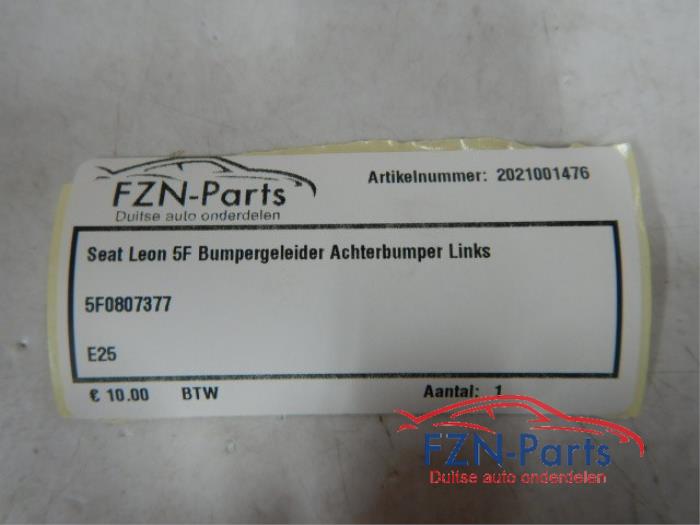 FZN-Parts
Duitse auto onderdelen
Artikelnummer: 2021001476
Seat Leon 5F Bumpergeleider Achterbumper Links
5F0807377
E25
€ 10.00 BTW Aantal: 1
FZN-Parts
Duitse auto onderdelen